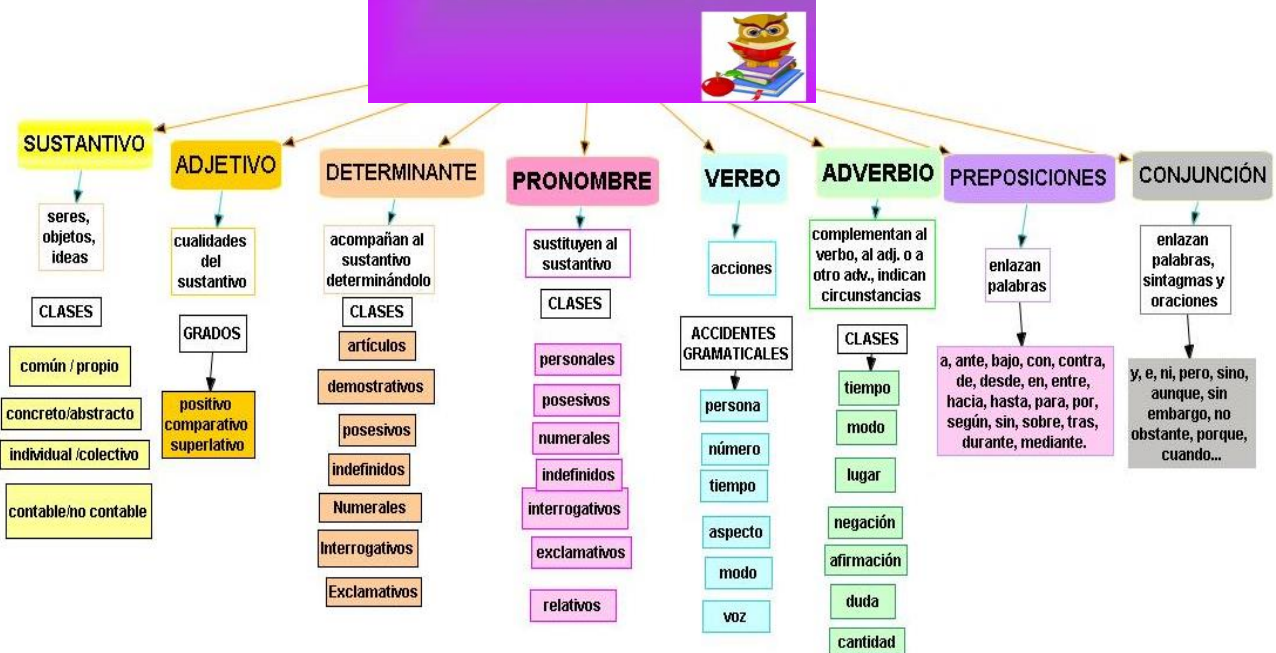 SUSTANTIVO
seres,
objetos,
ideas
CLASES
común / propio
concreto/abstracto
individual /colectivo
contable/no contable
ADJETIVO
cualidades
del
sustantivo
GRADOS
positivo
comparativo
superlativo
DETERMINANTE
acompañan al
sustantivo
determinándolo
CLASES
artículos
demostrativos
posesivos
indefinidos
Numerales
Interrogativos
Exclamativos
PRONOMBRE
sustituyen al
sustantivo
CLASES
personales
posesivos
numerales
indefinidos
interrogativos
exclamativos
relativos
VERBO
acciones
ACCIDENTES
GRAMATICALES
persona
número
tiempo
aspecto
modo
voz
ADVERBIO
complementan al
verbo, al adj. o a
otro adv., indican
circunstancias
CLASES
tiempo
modo
lugar
negación
afirmación
duda
cantidad
PREPOSICIONES
enlazan
palabras
a, ante, bajo, con, contra,
de, desde, en, entre,
hacia, hasta, para, por,
según, sin, sobre, tras,
durante, mediante.
CONJUNCIÓN
enlazan
palabras,
sintagmas y
oraciones
y, e, ni, pero, sino,
aunque, sin
embargo, no
obstante, porque,
cuando...